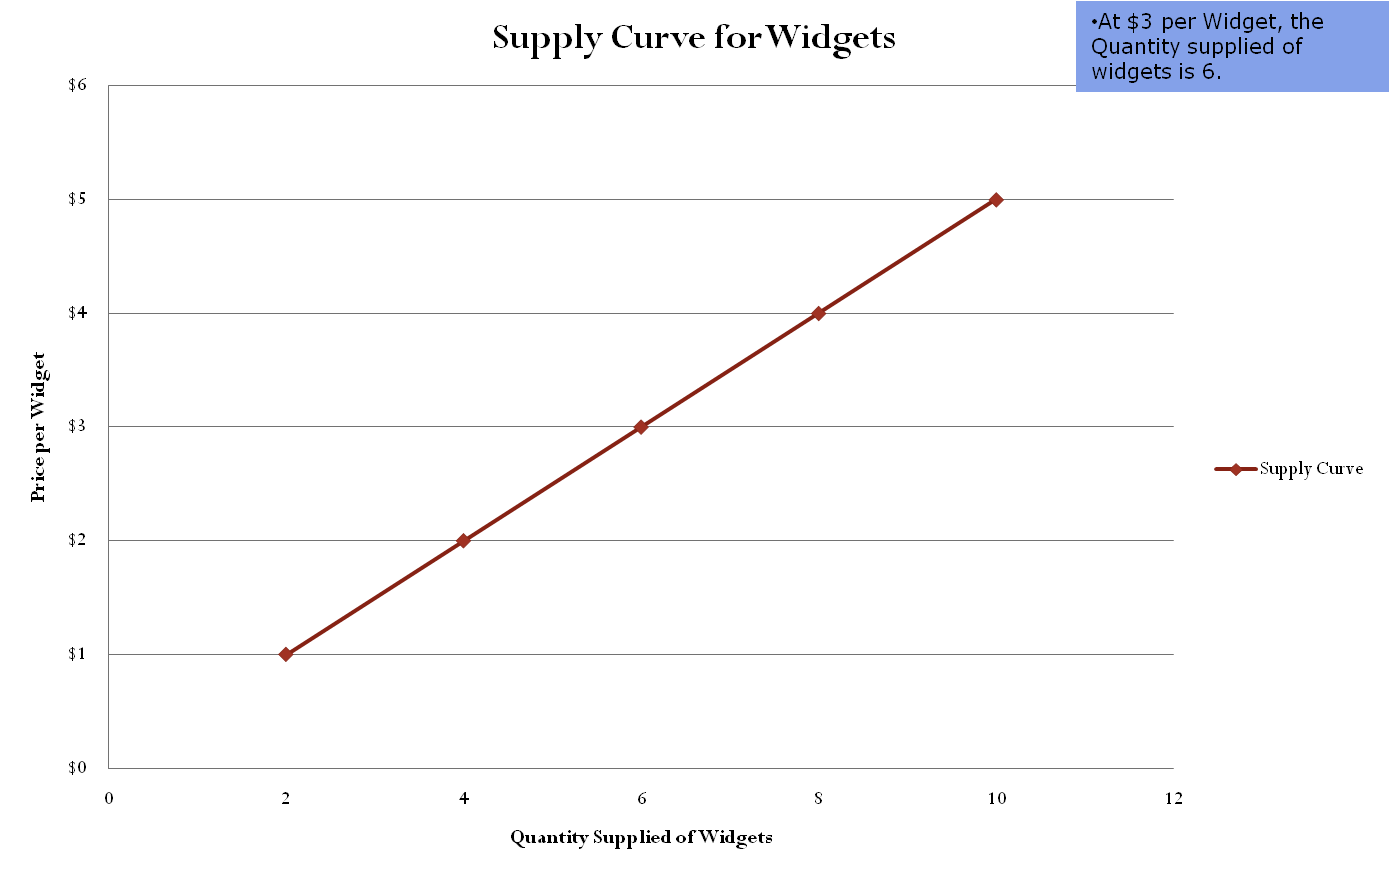 Supply Curve for Widgets
•At $3 per Widget, the
Quantity supplied of
widgets is 6.
$6
$5
$4
$3
$2
$1
$0
Price per Widget
0 2 4 6 8 10 12
Quantity Supplied of Widgets
Supply Curve